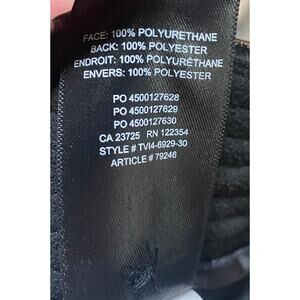 FACE: 100% POLYURETHANE
BACK: 100% POLYESTER
ENDROIT: 100% POLYURÉTHANE
ENVERS: 100% POLYESTER
PO 4500127628
PO 4500127629
PO 4500127630
CA 23725 RN 122354
STYLE # TVI4-6929-30
ARTICLE # 79246